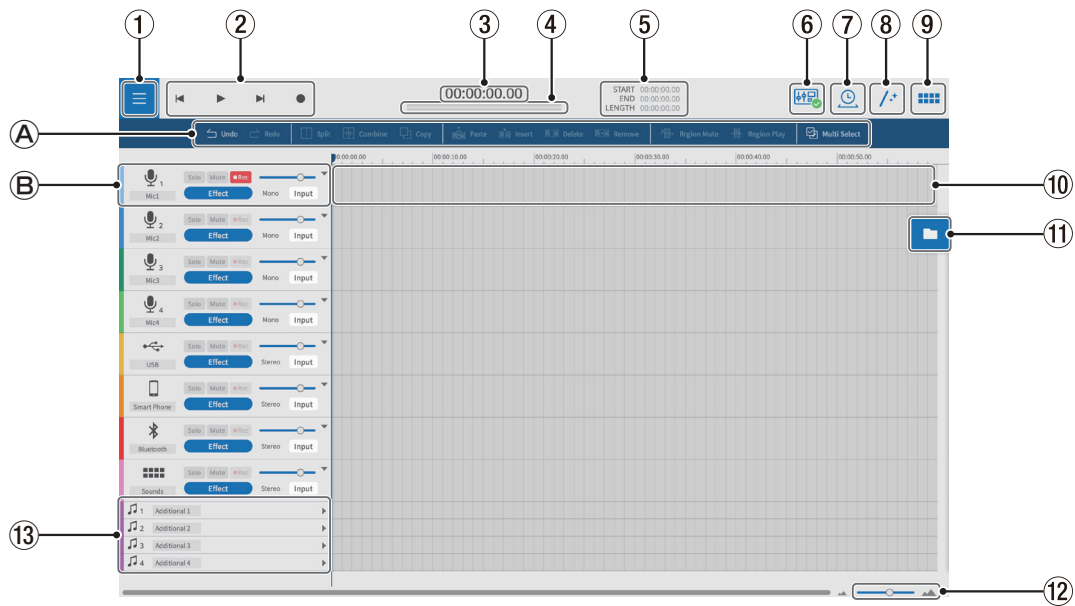 1 2 3 4 5 6 7 8 9
00:00:00.00
START 00:00:00.00
END 00:00:00.00
LENGTH 00:00:00.00
A Undo Redo Split Combine Copy Paste Insert Delete Remove Rrgion Mute Region Play Multi Select
00:00:00.00 00:00:10.00 00:00:20.00 00:00:30.00 00:00:40.00 00:00:50.00
B 1 Solo Mute Rec 10
Mic1 Effect Mono Input
2 Solo Mute Rec 11
Mic2 Effect Mono Input
3 Solo Mute Rec
Mic3 Effect Mono Input
4 Solo Mute Rec
Mic4 Effect Mono Input
Solo Mute Rec
USB Effect Stereo Input
Solo Mute Rec
Smart Phone Effect Stereo Input
Solo Mute Rec
Bluetooth Effect Stereo Input
Solo Mute Rec
Sounds Effect Stereo Input
1 Additional 1
2 Additional 2
13 3 Additional 3
4 Additional 4
12